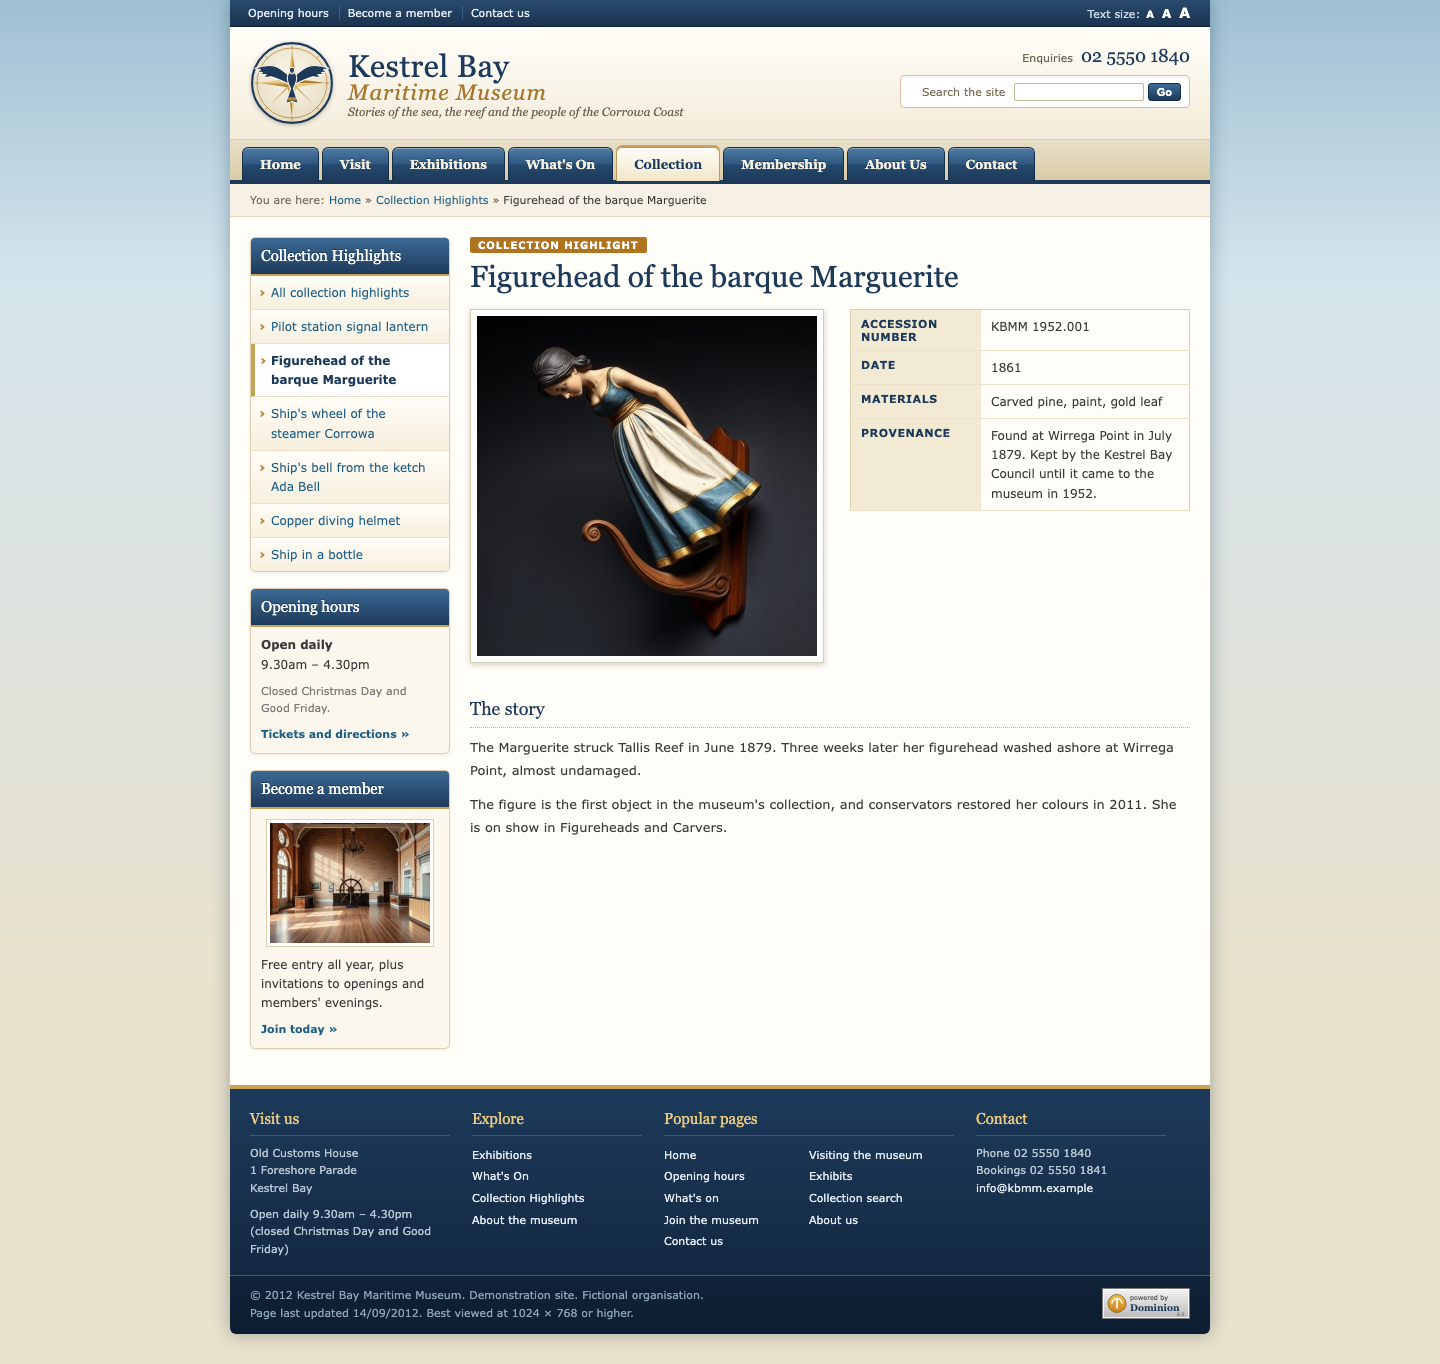 Opening hours
Become a member
Contact us
Text size: A A A
Kestrel Bay
Maritime Museum
Stories of the sea, the reef and the people of the Corrowa Coast
Enquiries 02 5550 1840
Search the site
Go
Home
Visit
Exhibitions
What's On
Collection
Membership
About Us
Contact
You are here: Home » Collection Highlights » Figurehead of the barque Marguerite
Collection Highlights
All collection highlights
Pilot station signal lantern
Figurehead of the
barque Marguerite
Ship's wheel of the
steamer Corrowa
Ship's bell from the ketch
Ada Bell
Copper diving helmet
Ship in a bottle
Opening hours
Open daily
9.30am – 4.30pm
Closed Christmas Day and
Good Friday.
Tickets and directions »
Become a member
Free entry all year, plus
invitations to openings and
members' evenings.
Join today »
COLLECTION HIGHLIGHT
Figurehead of the barque Marguerite
ACCESSION
NUMBER
KBMM 1952.001
DATE
1861
MATERIALS
Carved pine, paint, gold leaf
PROVENANCE
Found at Wirrega Point in July
1879. Kept by the Kestrel Bay
Council until it came to the
museum in 1952.
The story
The Marguerite struck Tallis Reef in June 1879. Three weeks later her figurehead washed ashore at Wirrega
Point, almost undamaged.
The figure is the first object in the museum's collection, and conservators restored her colours in 2011. She
is on show in Figureheads and Carvers.
Visit us
Old Customs House
1 Foreshore Parade
Kestrel Bay
Open daily 9.30am – 4.30pm
(closed Christmas Day and Good
Friday)
Explore
Exhibitions
What's On
Collection Highlights
About the museum
Popular pages
Home
Opening hours
What's on
Join the museum
Contact us
Visiting the museum
Exhibits
Collection search
About us
Contact
Phone 02 5550 1840
Bookings 02 5550 1841
info@kbmm.example
© 2012 Kestrel Bay Maritime Museum. Demonstration site. Fictional organisation.
Page last updated 14/09/2012. Best viewed at 1024 × 768 or higher.
powered by
Dominion